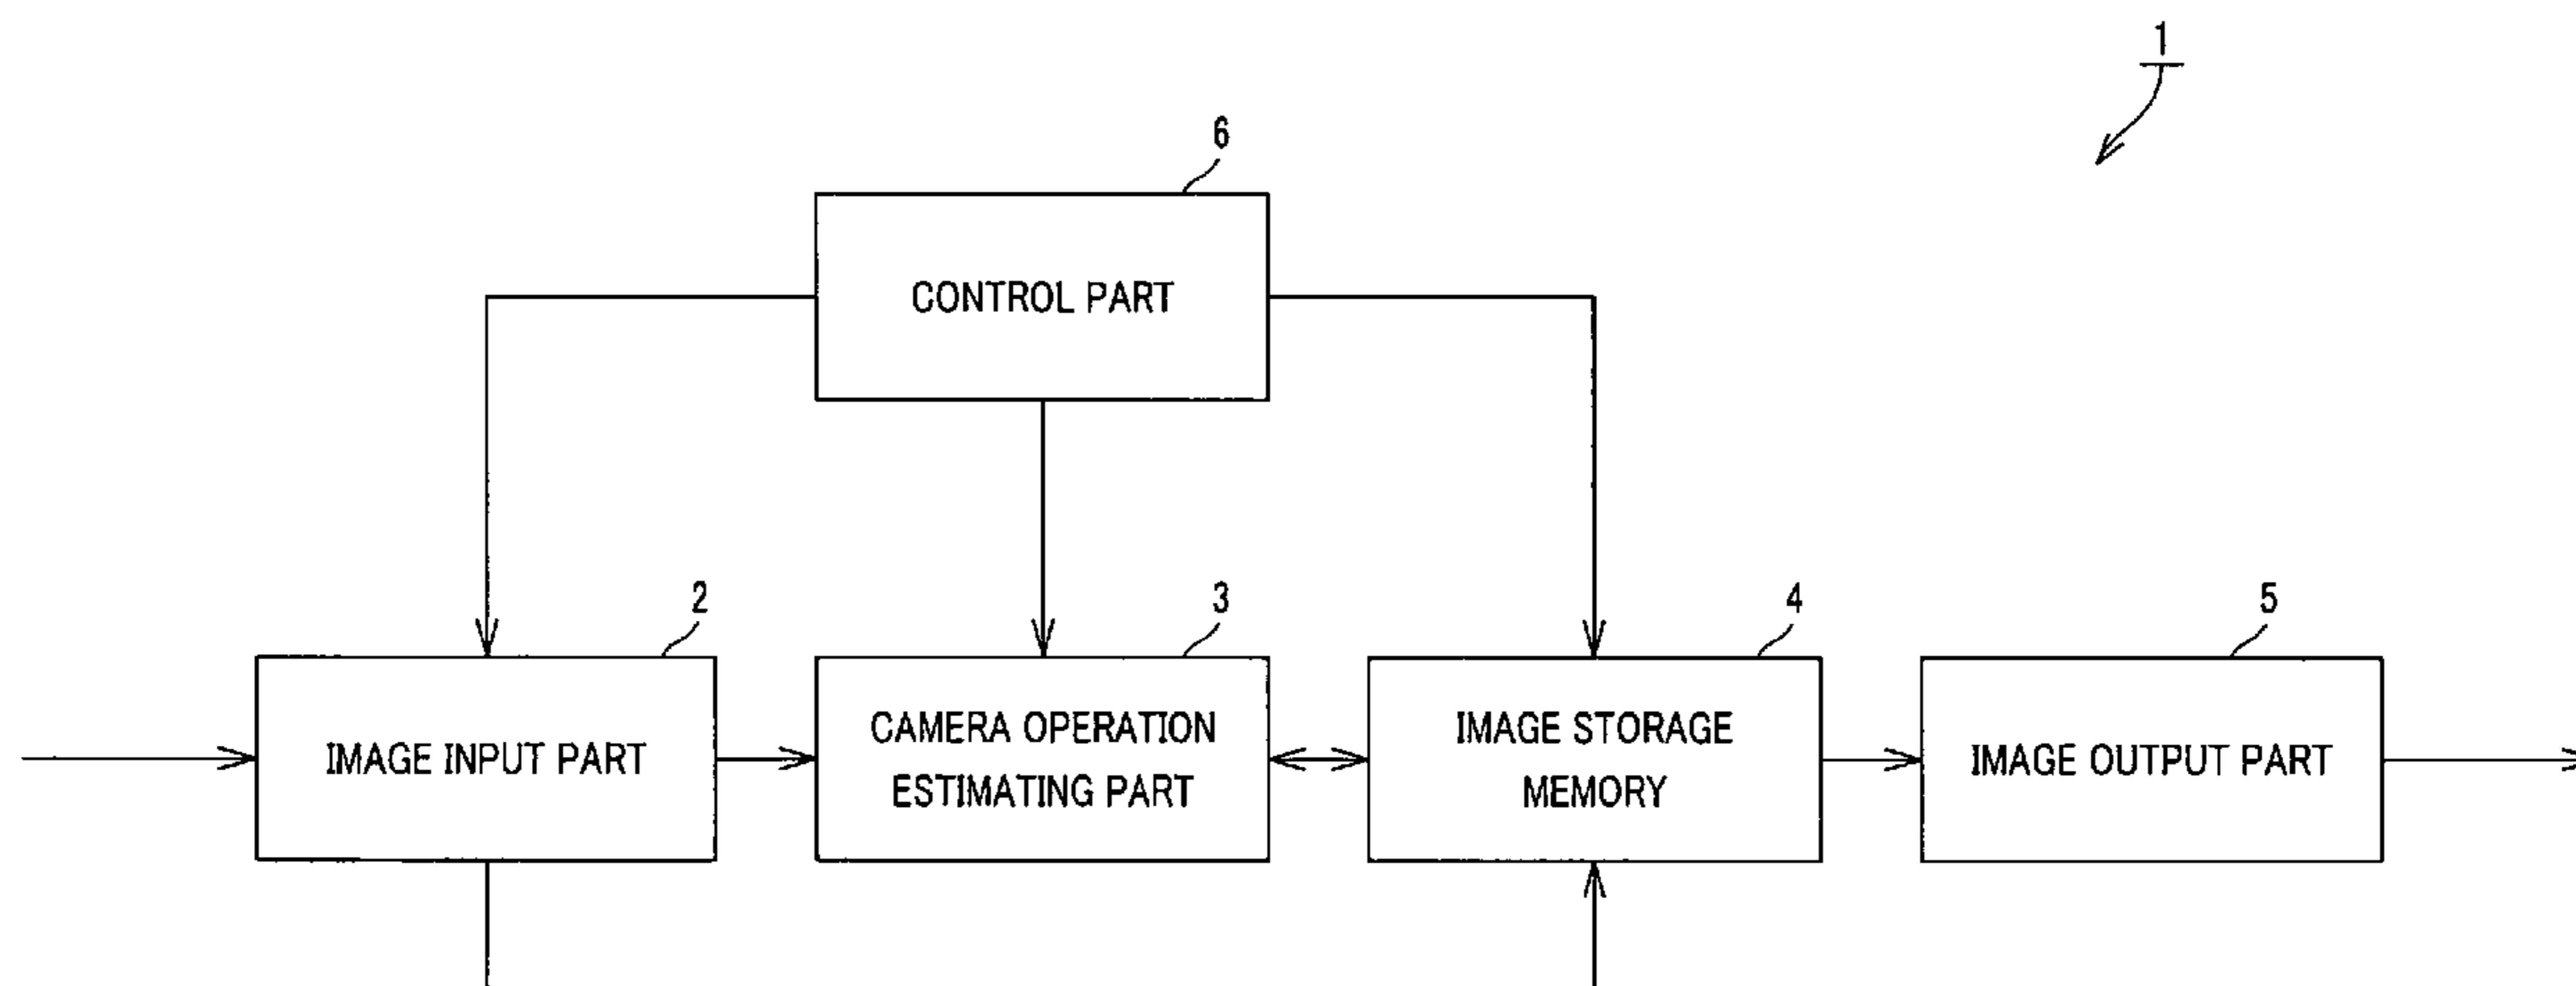 1
6
CONTROL PART
2
3
4
5
IMAGE INPUT PART
CAMERA OPERATION
ESTIMATING PART
IMAGE STORAGE
MEMORY
IMAGE OUTPUT PART